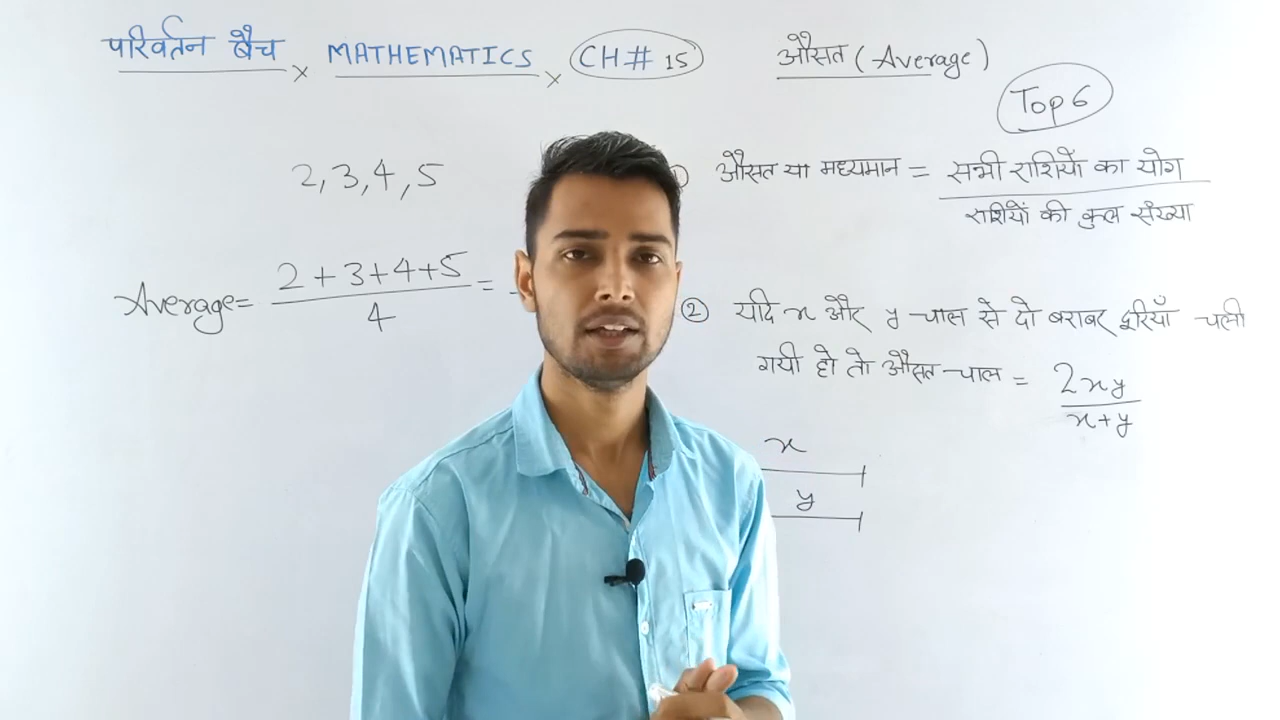 परिवर्तन बैच × MATHEMATICS × CH# 15 औसत (Average)
Top 6
2,3,4,5
औसत या मध्यमान = सभी राशियों का योग
राशियों की कुल संख्या
Average= 2+3+4+5 =
4
② यदि x और y चाल से दो बराबर दूरियाँ चली
गयी हो तो औसत चाल = 2xy
x+y
x
y